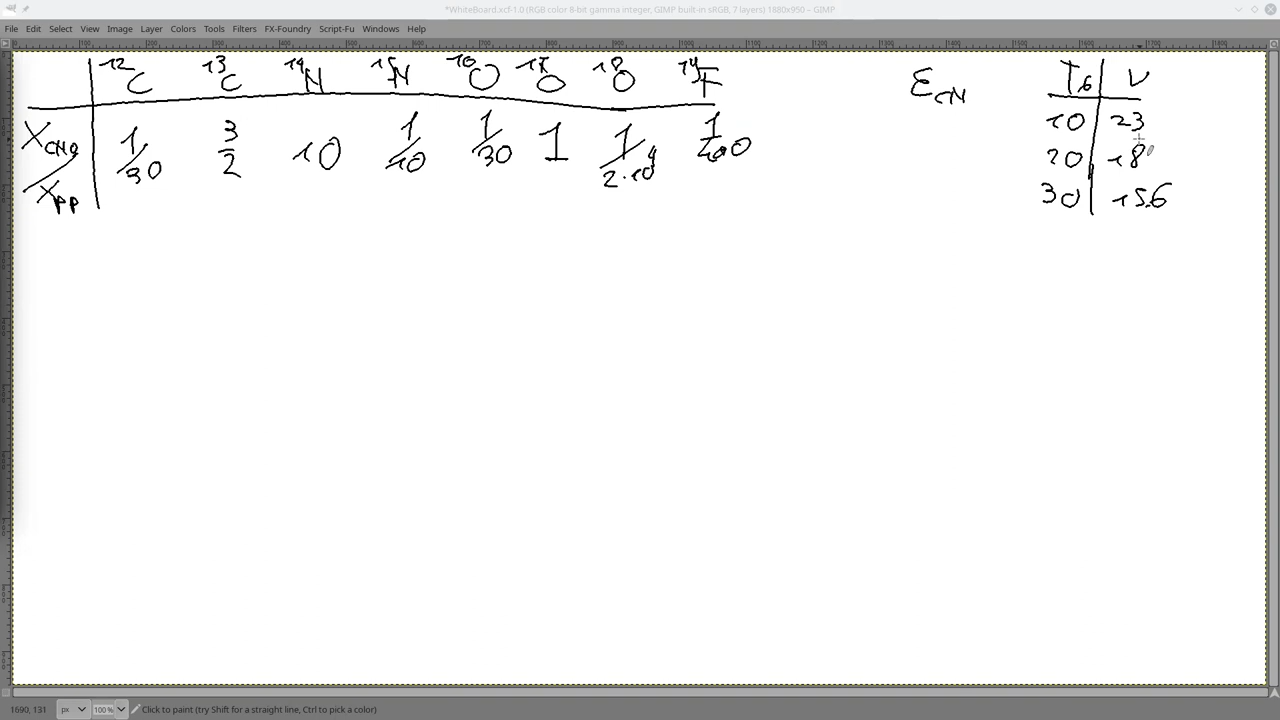 *WhiteBoard.xcf-1.0 (RGB color 8-bit gamma integer, GIMP built-in sRGB, 7 layers) 1880x950 – GIMP
File Edit Select View Image Layer Colors Tools Filters FX-Foundry Script-Fu Windows Help
12C 13C 14N 15N 16O 17O 18O 19F
X_CNO/X_PP 1/30 3/2 10 1/10 1/30 1 1/2·10^4
ε_CN
T_6 ν
10 23
20 18
30 15.6
1690, 131 px 100% Click to paint (try Shift for a straight line, Ctrl to pick a color)